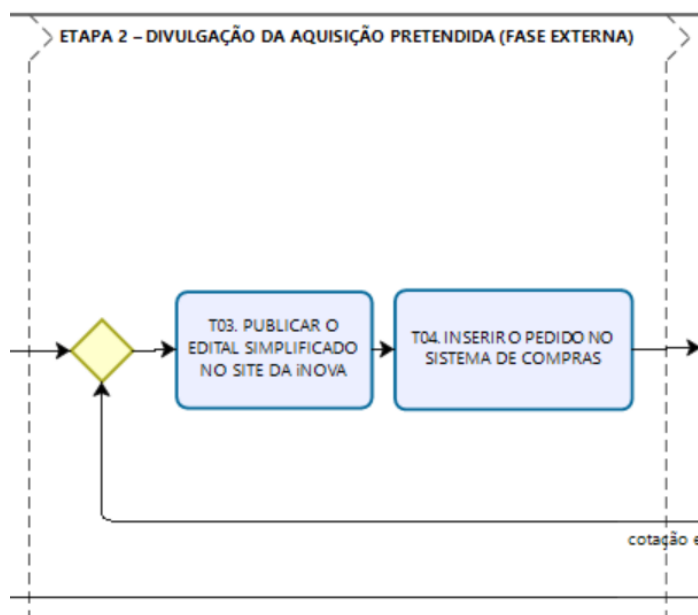 ETAPA 2 – DIVULGAÇÃO DA AQUISIÇÃO PRETENDIDA (FASE EXTERNA)
T03. PUBLICAR O
EDITAL SIMPLIFICADO
NO SITE DA iNOVA
T04. INSERIR O PEDIDO NO
SISTEMA DE COMPRAS
cotação e